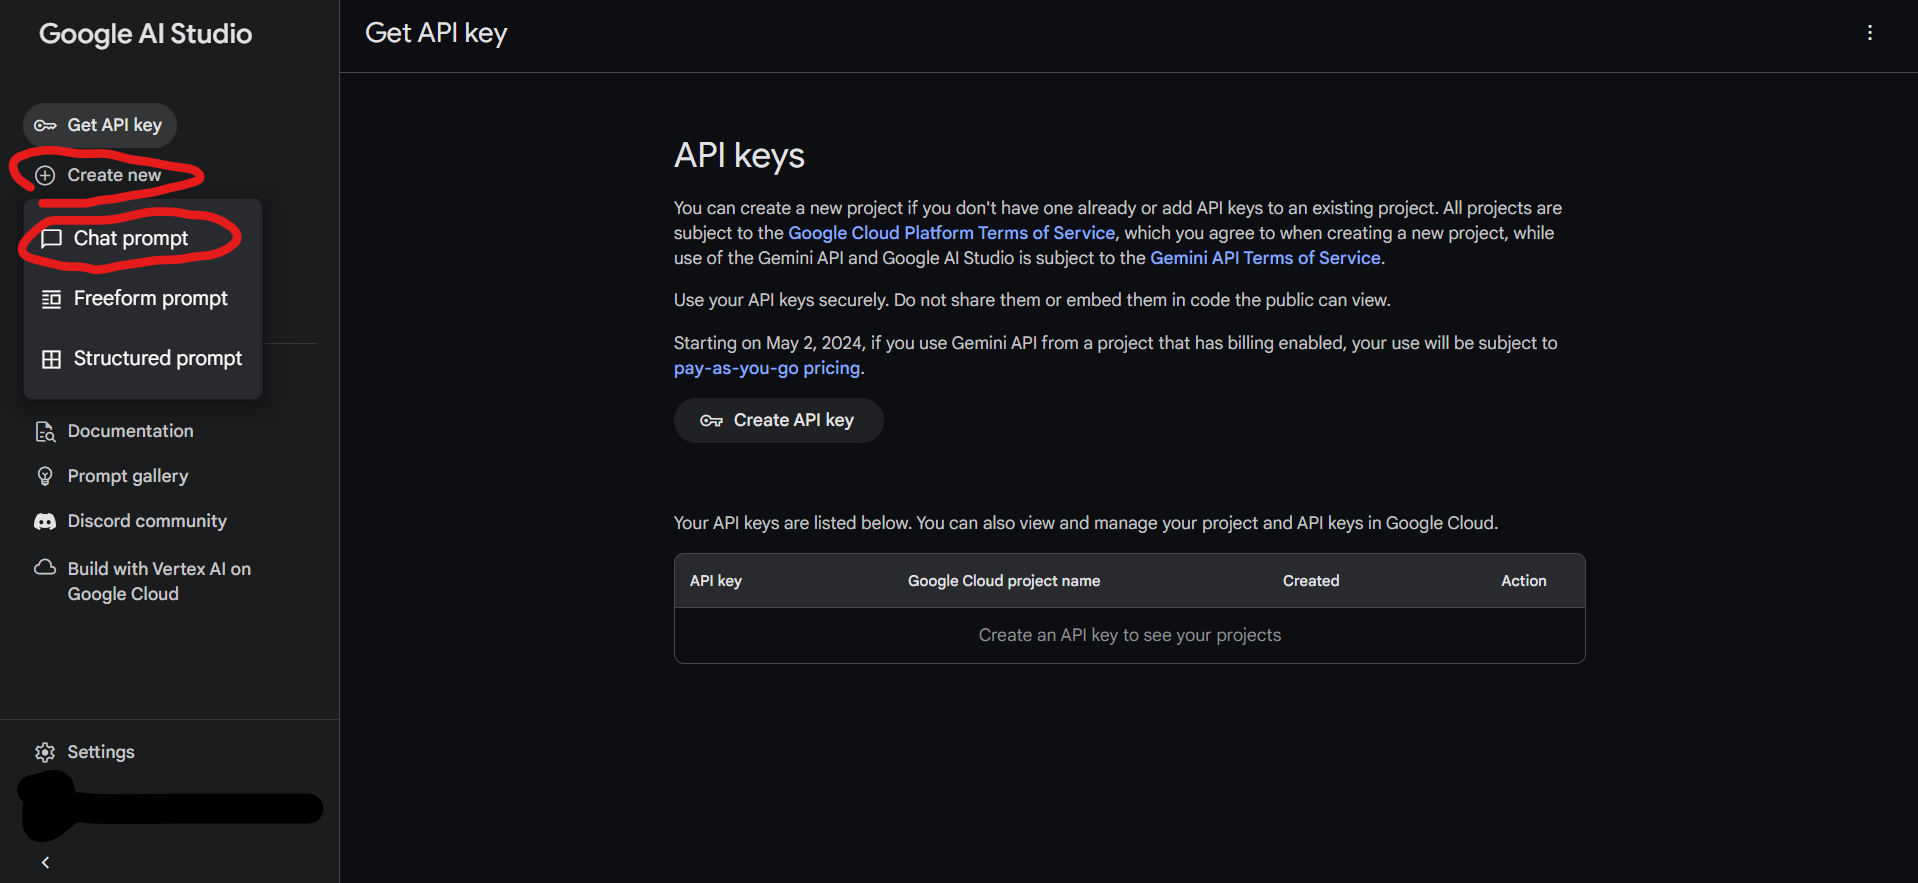 Google AI Studio
Get API key
Create new
Chat prompt
Freeform prompt
Structured prompt
Documentation
Prompt gallery
Discord community
Build with Vertex AI on
Google Cloud
Settings
Get API key
API keys
You can create a new project if you don't have one already or add API keys to an existing project. All projects are
subject to the Google Cloud Platform Terms of Service, which you agree to when creating a new project, while
use of the Gemini API and Google AI Studio is subject to the Gemini API Terms of Service.
Use your API keys securely. Do not share them or embed them in code the public can view.
Starting on May 2, 2024, if you use Gemini API from a project that has billing enabled, your use will be subject to
pay-as-you-go pricing.
Create API key
Your API keys are listed below. You can also view and manage your project and API keys in Google Cloud.
API key Google Cloud project name Created Action
Create an API key to see your projects